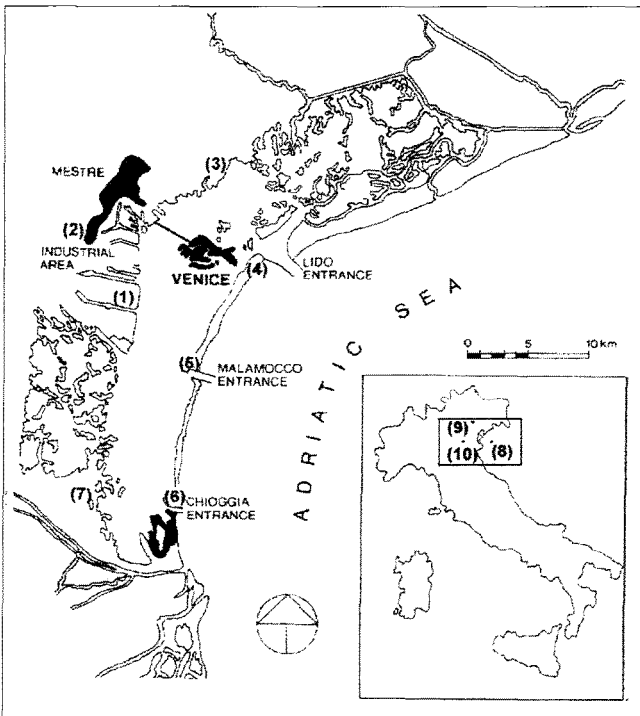 (3)
MESTRE
(2)
INDUSTRIAL
AREA
VENICE
(4)
LIDO
ENTRANCE
(1)
ADRIATIC SEA
0 5 10 km
(5)
MALAMOCCO
ENTRANCE
(9)
(10)
(8)
(7)
(6)
CHIOGGIA
ENTRANCE